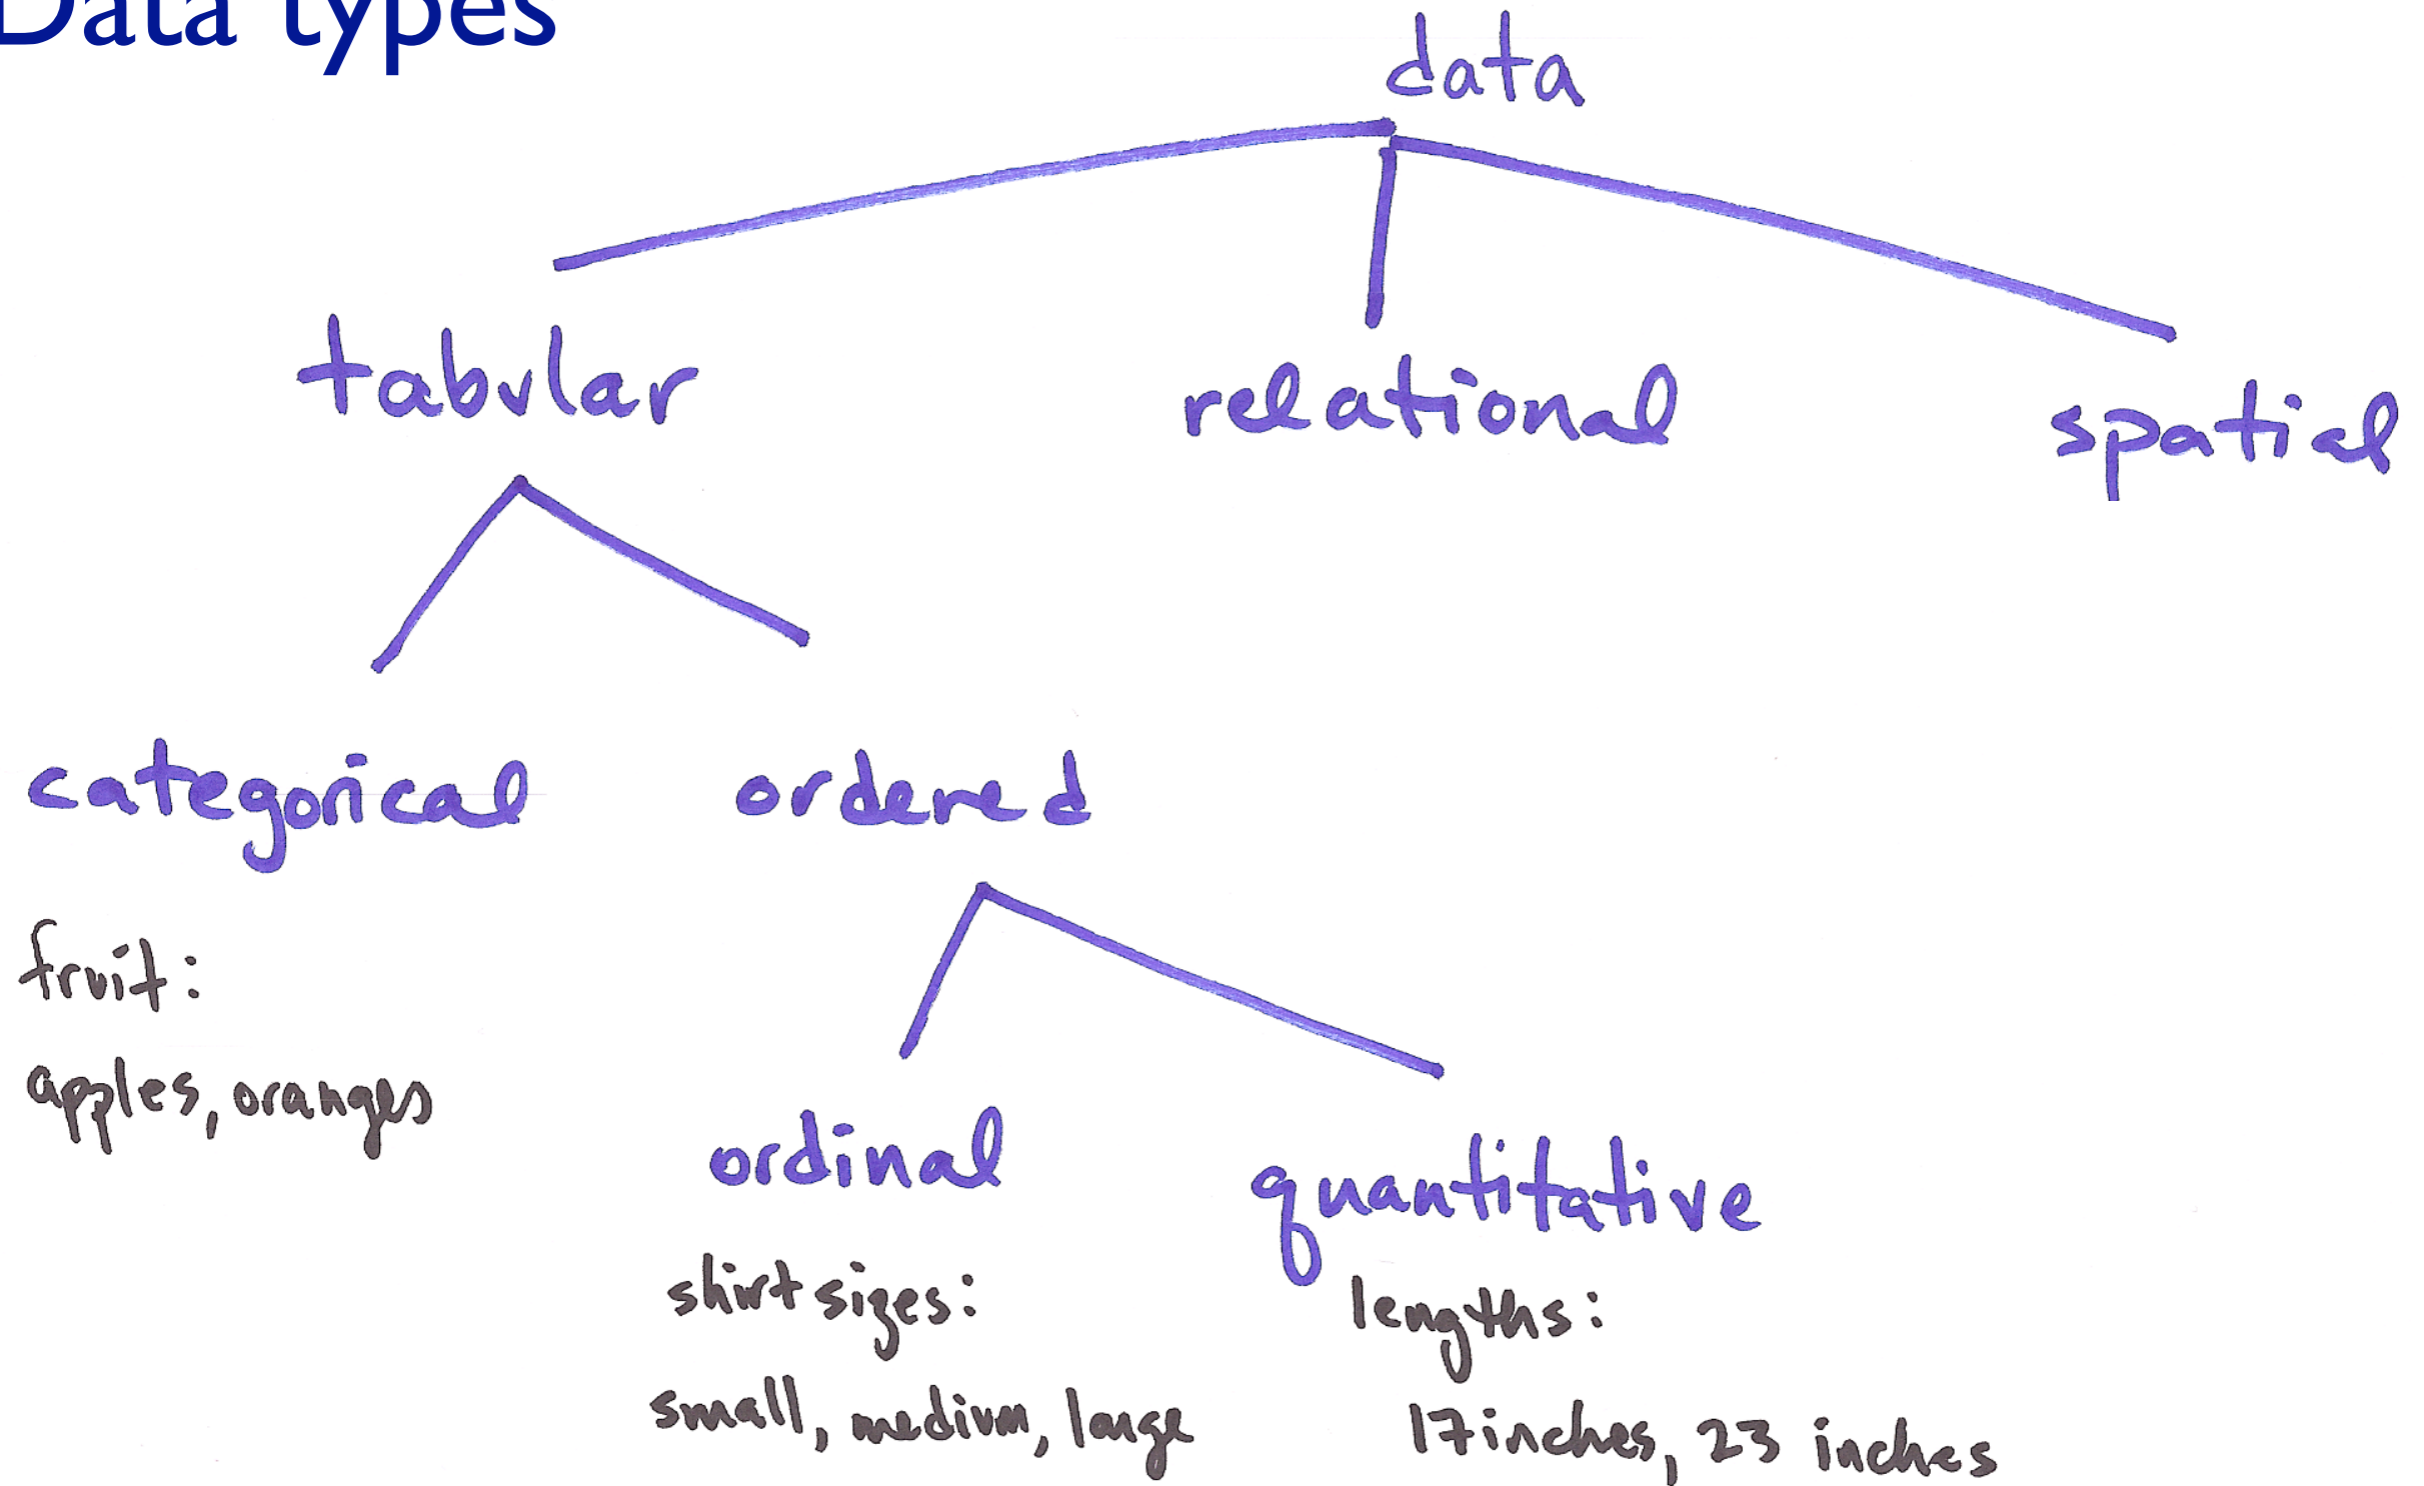 Data types
data
tabular relational spatial
categorical ordered
fruit:
apples, oranges
ordinal quantitative
shirt sizes: lengths:
small, medium, large 17 inches, 23 inches